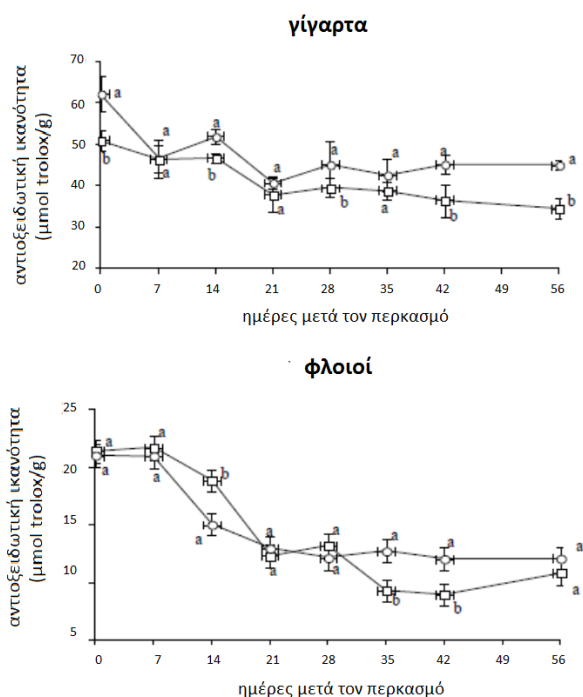 γίγαρτα
αντιοξειδωτική ικανότητα
(μmol trolox/g)
70
60
50
40
30
20
a
b
a
a
a
b
a
a
a
b
a
a
a
b
a
b
0 7 14 21 28 35 42 49 56
ημέρες μετά τον περκασμό
φλοιοί
αντιοξειδωτική ικανότητα
(μmol trolox/g)
25
20
15
10
5
a
a
a
a
b
a
a
a
a
a
a
b
a
b
a
a
0 7 14 21 28 35 42 49 56
ημέρες μετά τον περκασμό